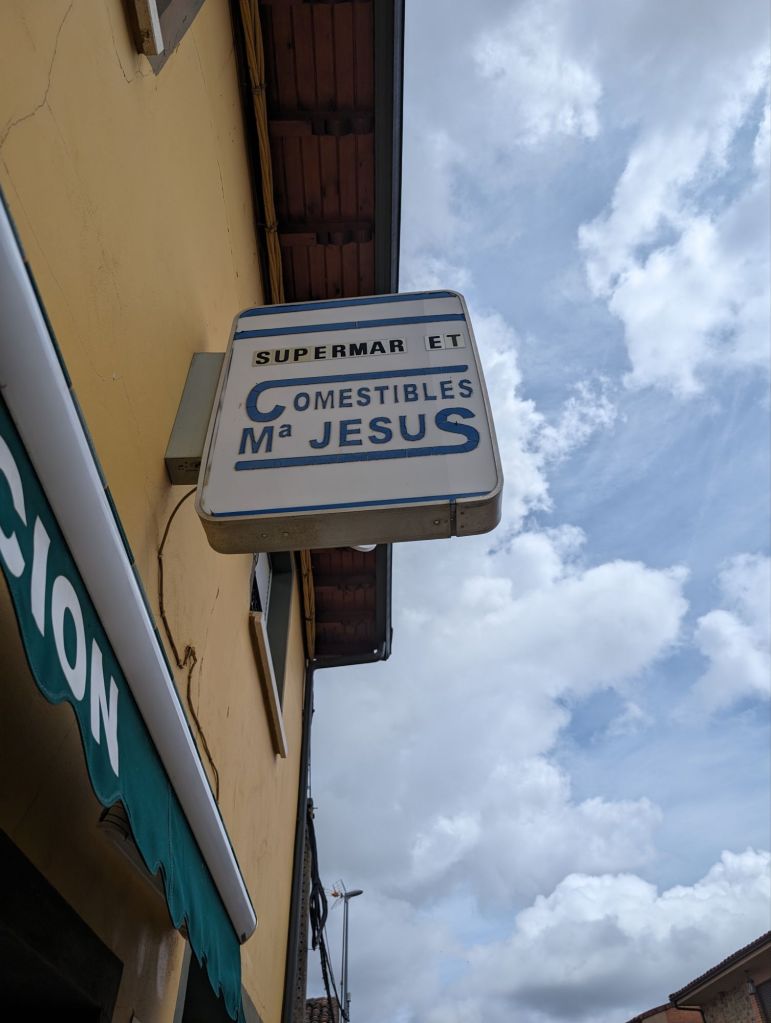 SUPERMAR ET
COMESTIBLES
Mª JESUS
CION